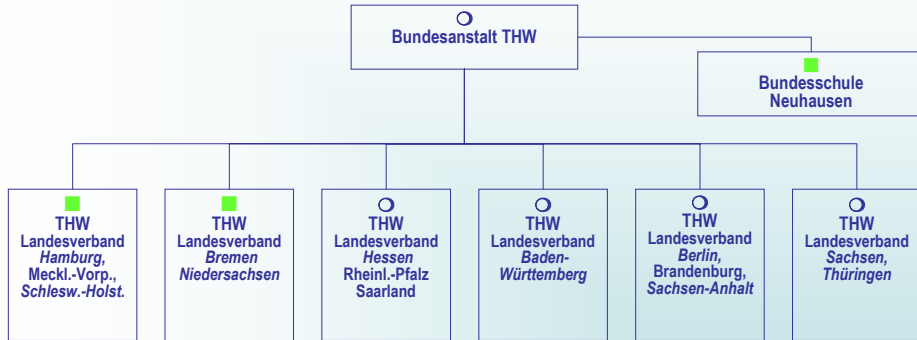 Bundesanstalt THW
Bundesschule
Neuhausen
THW
Landesverband
Hamburg,
Meckl.-Vorp.,
Schlesw.-Holst.
THW
Landesverband
Bremen
Niedersachsen
THW
Landesverband
Hessen
Rheinl.-Pfalz
Saarland
THW
Landesverband
Baden-
Württemberg
THW
Landesverband
Berlin,
Brandenburg,
Sachsen-Anhalt
THW
Landesverband
Sachsen,
Thüringen